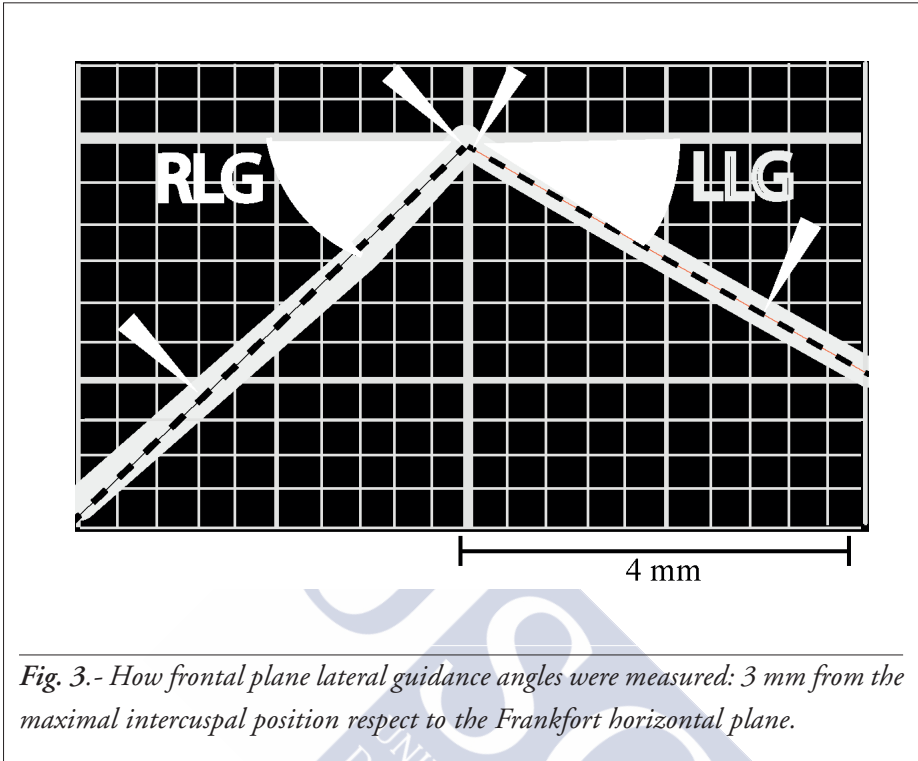 RLG
LLG
4 mm
Fig. 3.- How frontal plane lateral guidance angles were measured: 3 mm from the
maximal intercuspal position respect to the Frankfort horizontal plane.